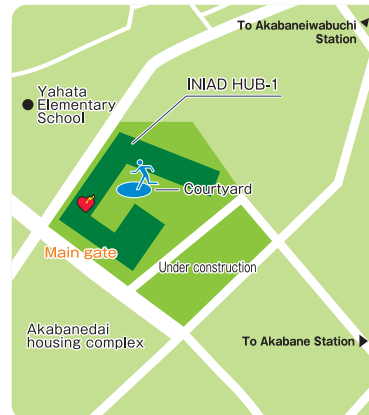 To Akabaneiwabuchi
Station
INIAD HUB-1
Yahata
Elementary
School
Courtyard
Main gate
Under construction
Akabanedai
housing complex
To Akabane Station